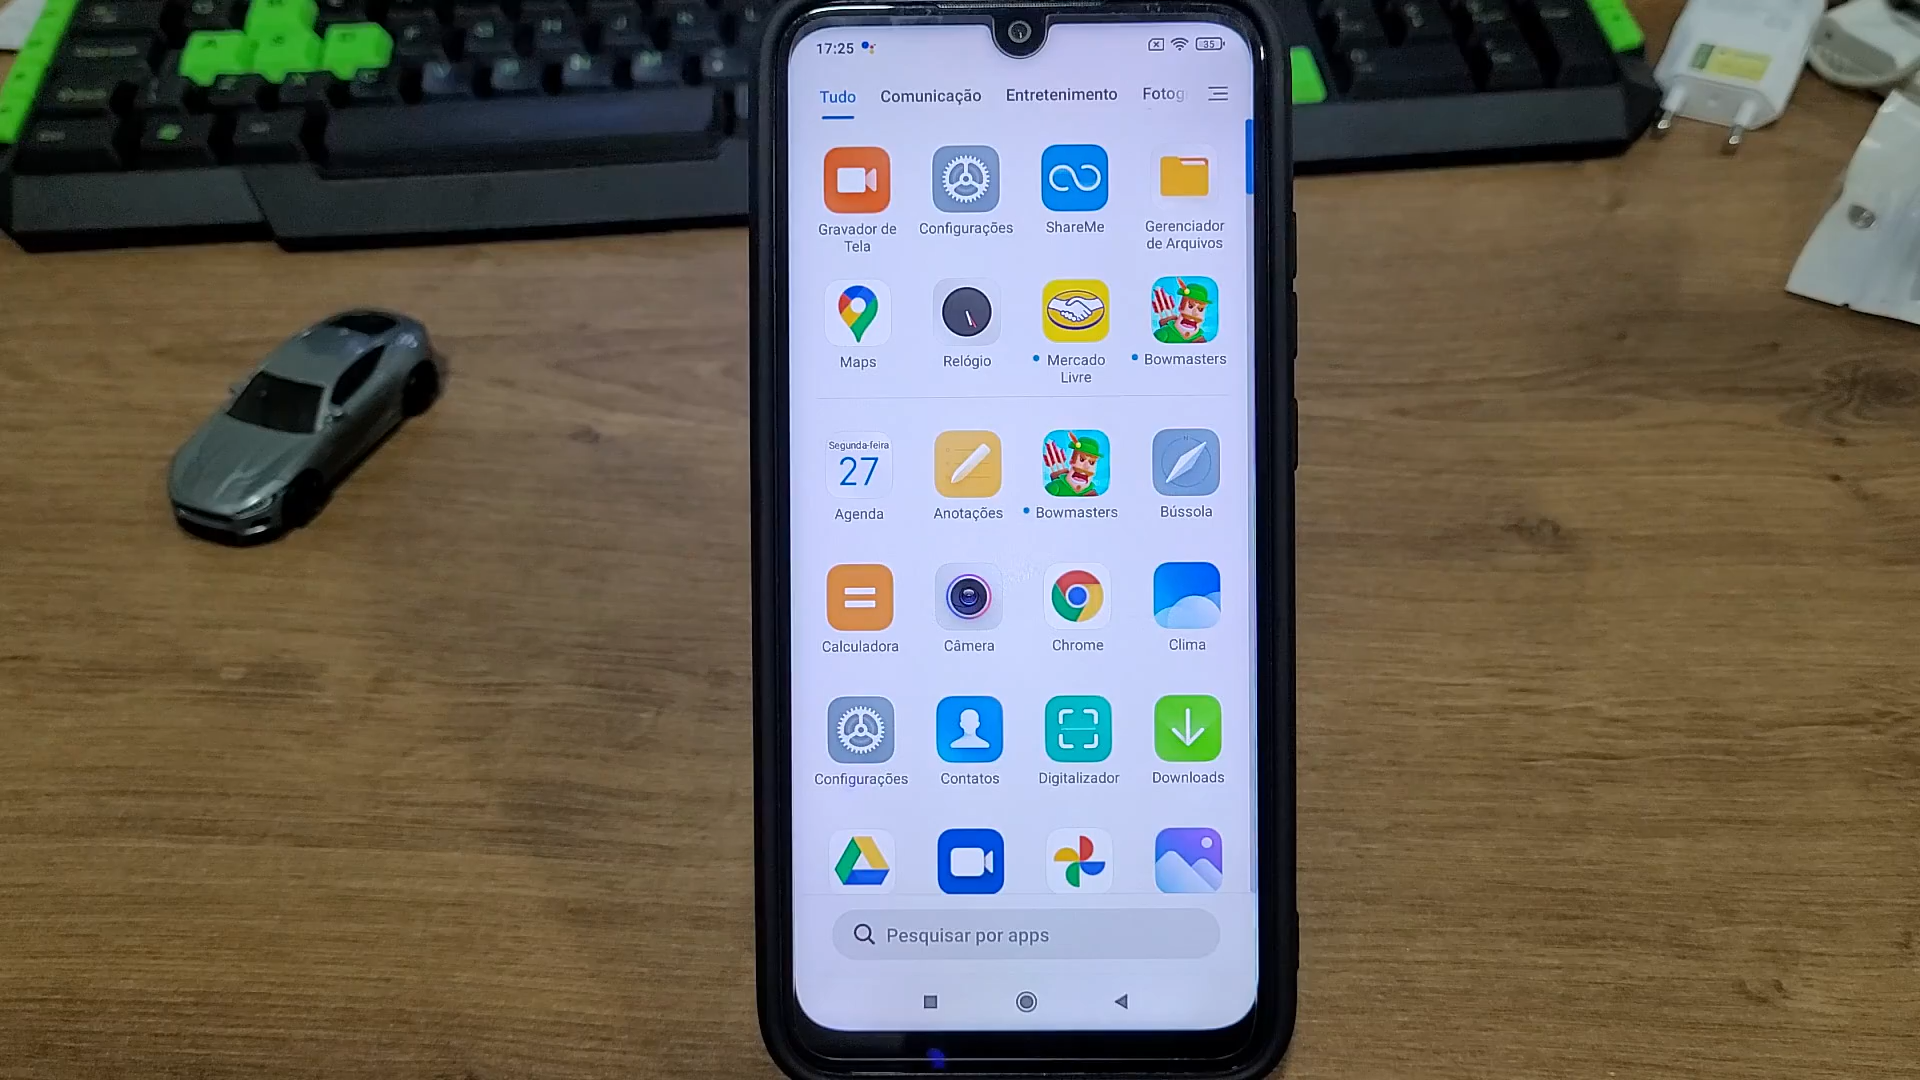 17:25
35
Tudo Comunicação Entretenimento Fotog
Gravador de Tela
Configurações
ShareMe
Gerenciador de Arquivos
Maps
Relógio
Mercado Livre
Bowmasters
Segunda-feira
27
Agenda
Anotações
Bowmasters
Bússola
Calculadora
Câmera
Chrome
Clima
Configurações
Contatos
Digitalizador
Downloads
Pesquisar por apps